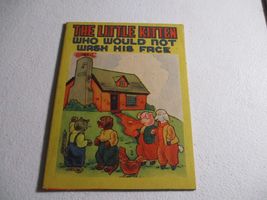 THE LITTLE KITTEN
WHO WOULD NOT
WASH HIS FACE